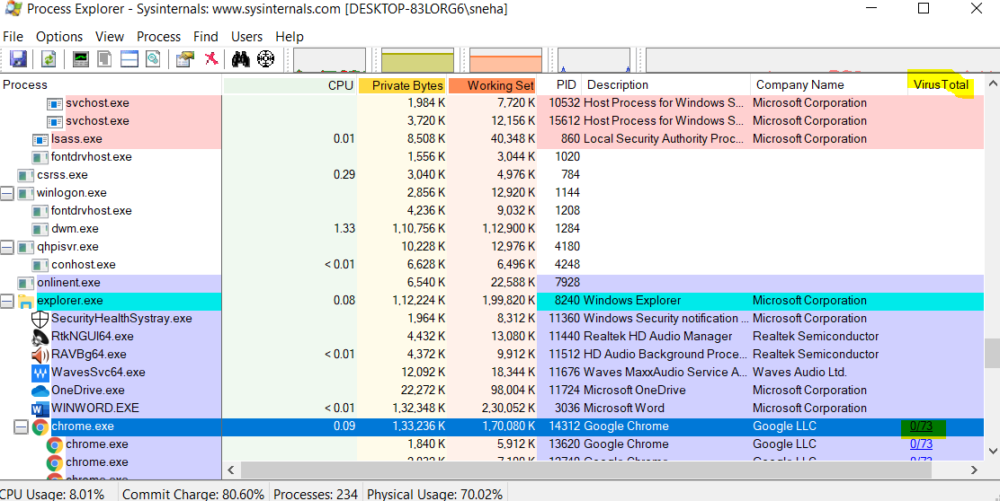 Process Explorer - Sysinternals: www.sysinternals.com [DESKTOP-83LORG6\sneha]
File Options View Process Find Users Help
Process CPU Private Bytes Working Set PID Description Company Name VirusTotal
svchost.exe 1,984 K 7,720 K 10532 Host Process for Windows S... Microsoft Corporation
svchost.exe 3,720 K 12,156 K 15612 Host Process for Windows S... Microsoft Corporation
lsass.exe 0.01 8,508 K 40,348 K 860 Local Security Authority Proc... Microsoft Corporation
fontdrvhost.exe 1,556 K 3,044 K 1020
csrss.exe 0.29 3,040 K 4,976 K 784
winlogon.exe 2,856 K 12,920 K 1144
fontdrvhost.exe 4,236 K 9,032 K 1208
dwm.exe 1.33 1,10,756 K 1,12,900 K 1284
qhpisvr.exe 10,228 K 12,976 K 4180
conhost.exe < 0.01 6,628 K 6,496 K 4248
onlinent.exe 6,540 K 22,588 K 7928
explorer.exe 0.08 1,12,224 K 1,99,820 K 8240 Windows Explorer Microsoft Corporation
SecurityHealthSystray.exe 1,964 K 8,312 K 11360 Windows Security notification ... Microsoft Corporation
RtkNGUI64.exe 4,432 K 13,080 K 11440 Realtek HD Audio Manager Realtek Semiconductor
RAVBg64.exe < 0.01 4,372 K 9,912 K 11512 HD Audio Background Proce... Realtek Semiconductor
WavesSvc64.exe 12,092 K 18,344 K 11676 Waves MaxxAudio Service A... Waves Audio Ltd.
OneDrive.exe 22,272 K 98,004 K 11724 Microsoft OneDrive Microsoft Corporation
WINWORD.EXE < 0.01 1,32,348 K 2,30,052 K 3036 Microsoft Word Microsoft Corporation
chrome.exe 0.09 1,33,236 K 1,70,080 K 14312 Google Chrome Google LLC 0/73
chrome.exe 1,840 K 5,912 K 13620 Google Chrome Google LLC 0/73
chrome.exe Google Chrome Google LLC 0/73
chrome.exe
CPU Usage: 8.01% Commit Charge: 80.60% Processes: 234 Physical Usage: 70.02%